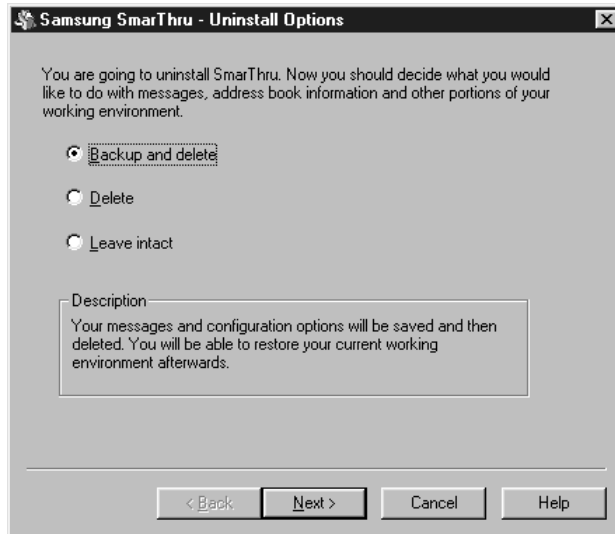 Samsung SmarThru - Uninstall Options
You are going to uninstall SmarThru. Now you should decide what you would
like to do with messages, address book information and other portions of your
working environment.
Backup and delete
Delete
Leave intact
Description
Your messages and configuration options will be saved and then
deleted. You will be able to restore your current working
environment afterwards.
< Back Next > Cancel Help